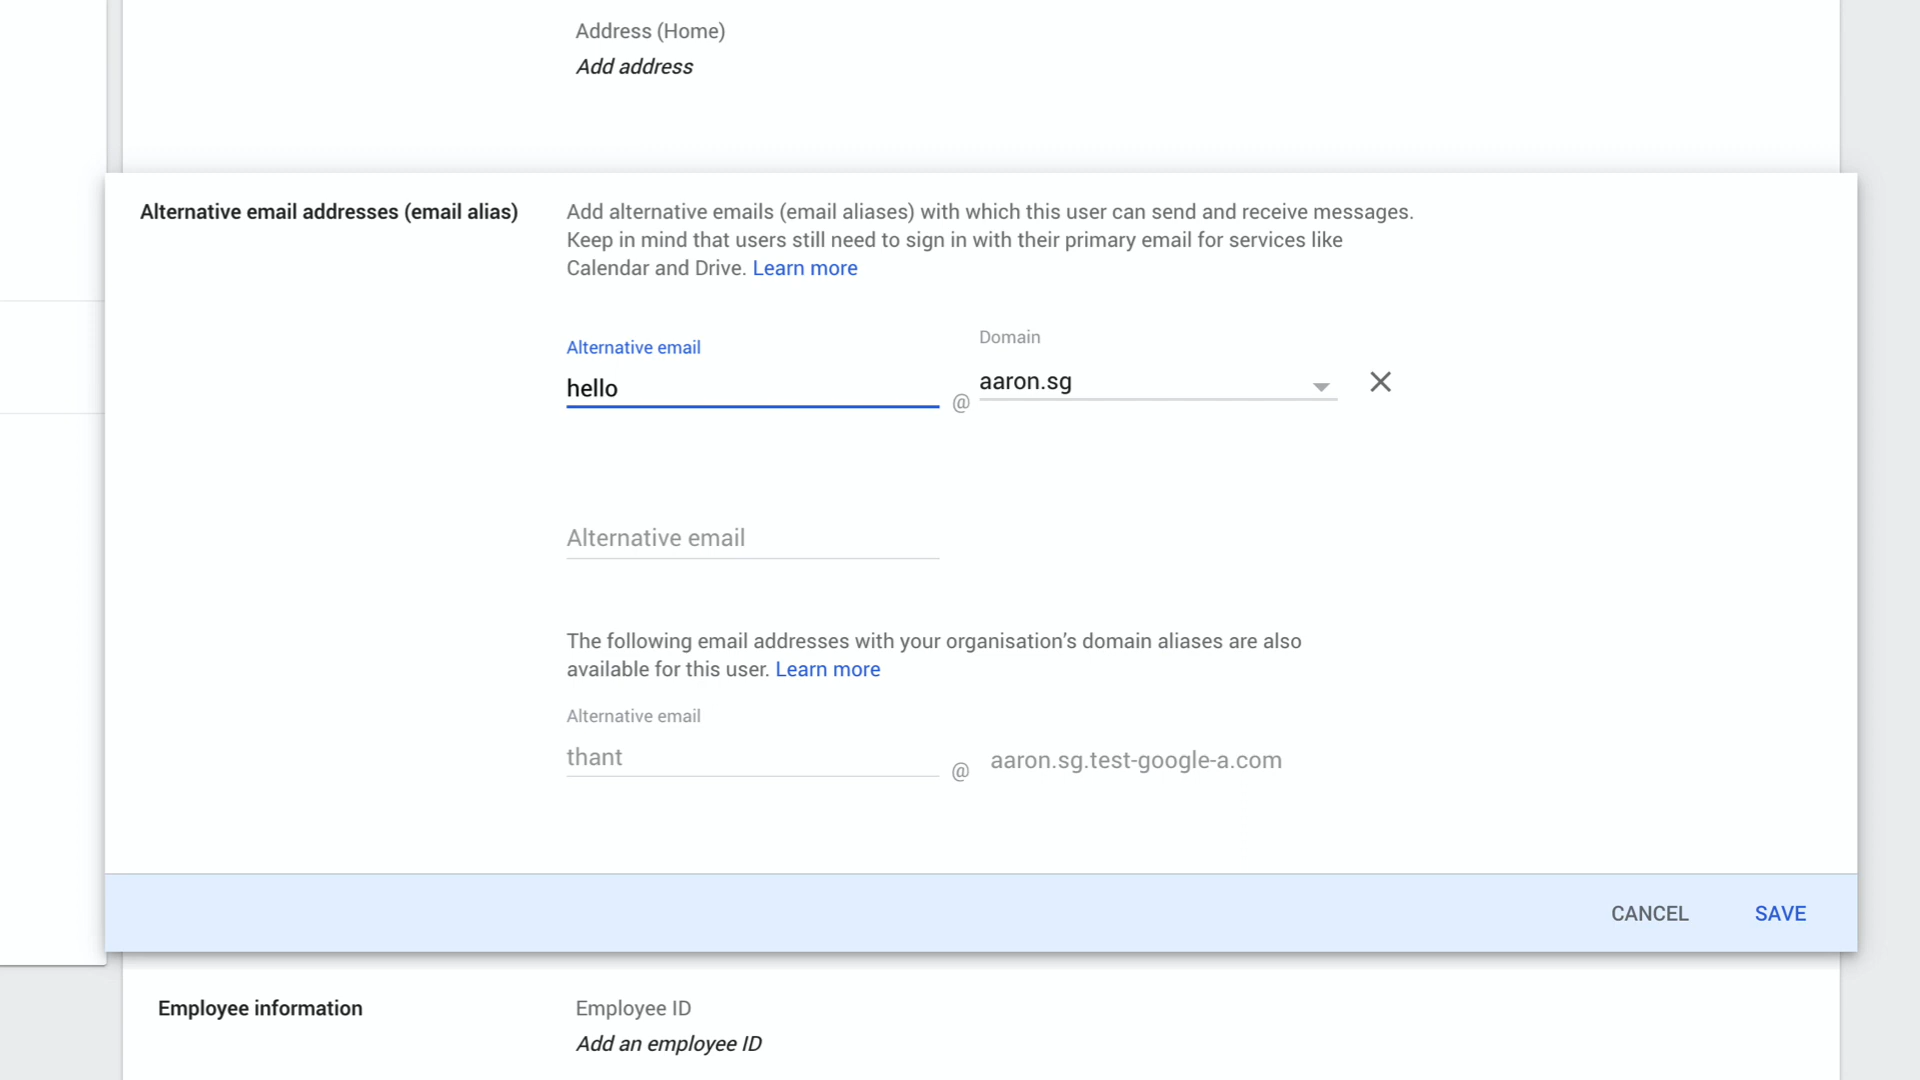 Address (Home)
Add address
Alternative email addresses (email alias)
Add alternative emails (email aliases) with which this user can send and receive messages.
Keep in mind that users still need to sign in with their primary email for services like
Calendar and Drive. Learn more
Alternative email
Domain
hello @ aaron.sg
Alternative email
The following email addresses with your organisation’s domain aliases are also
available for this user. Learn more
Alternative email
thant @ aaron.sg.test-google-a.com
CANCEL SAVE
Employee information
Employee ID
Add an employee ID